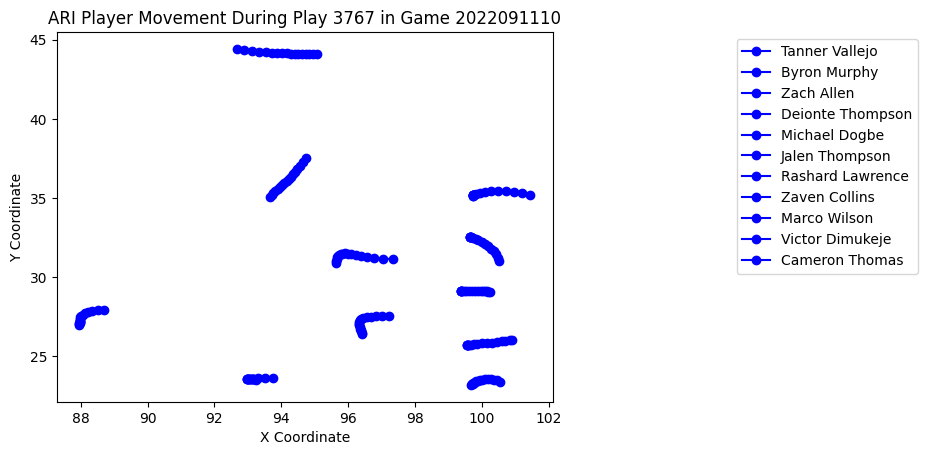 ARI Player Movement During Play 3767 in Game 2022091110
45
40
35
30
25
Y Coordinate
88 90 92 94 96 98 100 102
X Coordinate
Tanner Vallejo
Byron Murphy
Zach Allen
Deionte Thompson
Michael Dogbe
Jalen Thompson
Rashard Lawrence
Zaven Collins
Marco Wilson
Victor Dimukeje
Cameron Thomas